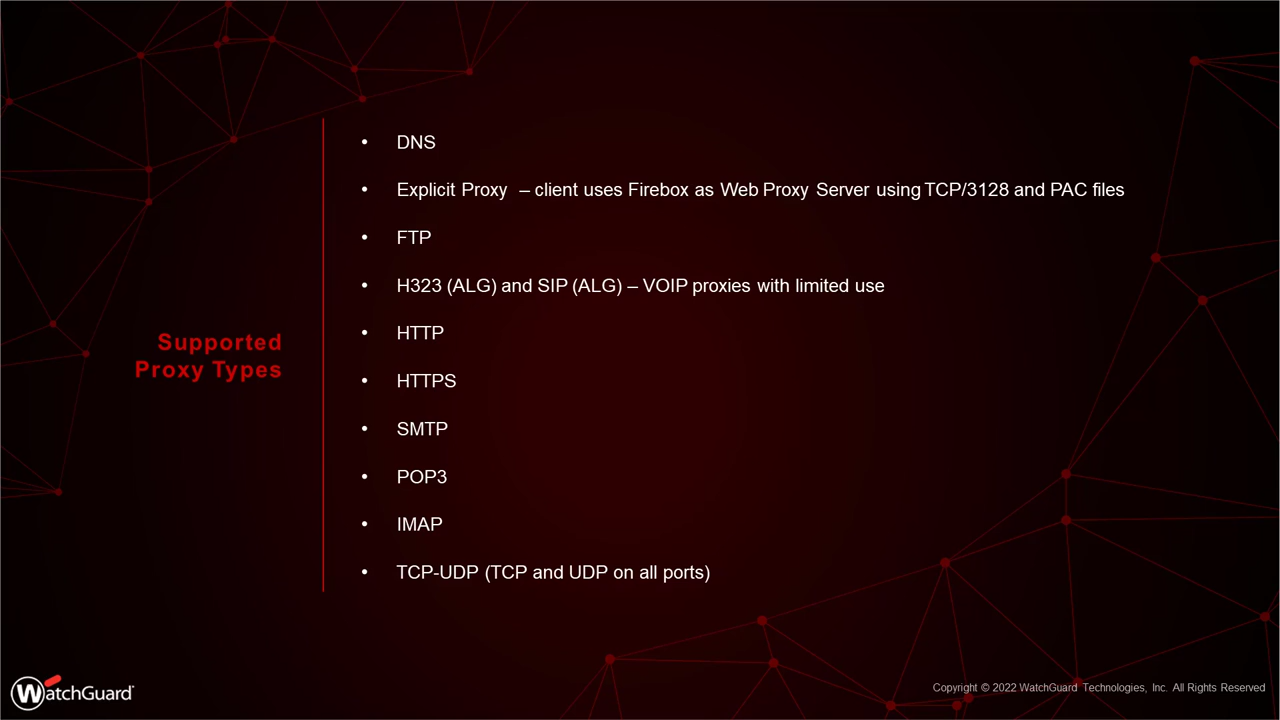 Supported
Proxy Types
• DNS
• Explicit Proxy – client uses Firebox as Web Proxy Server using TCP/3128 and PAC files
• FTP
• H323 (ALG) and SIP (ALG) – VOIP proxies with limited use
• HTTP
• HTTPS
• SMTP
• POP3
• IMAP
• TCP-UDP (TCP and UDP on all ports)
WatchGuard
Copyright © 2022 WatchGuard Technologies, Inc. All Rights Reserved